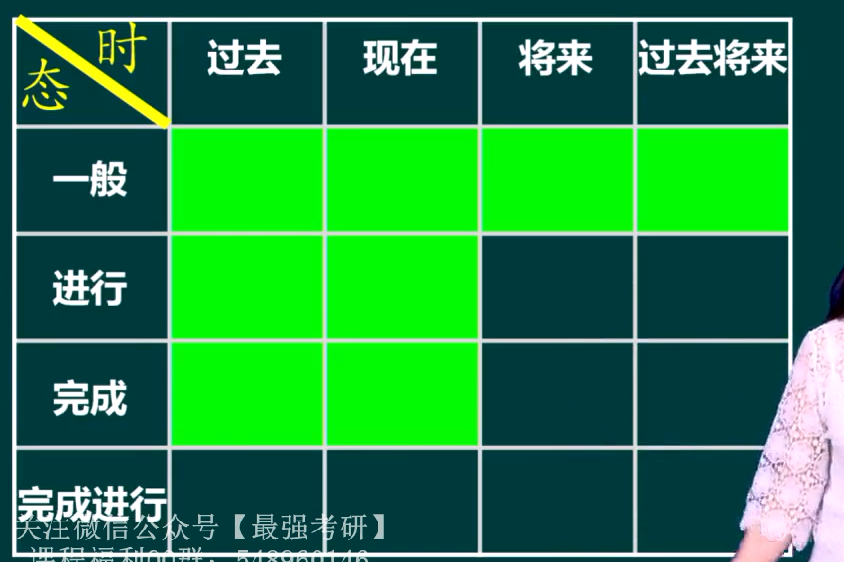 时
态
过去 现在 将来 过去将来
一般
进行
完成
完成进行
关注微信公众号【最强考研】
课程福利QQ群：548960146